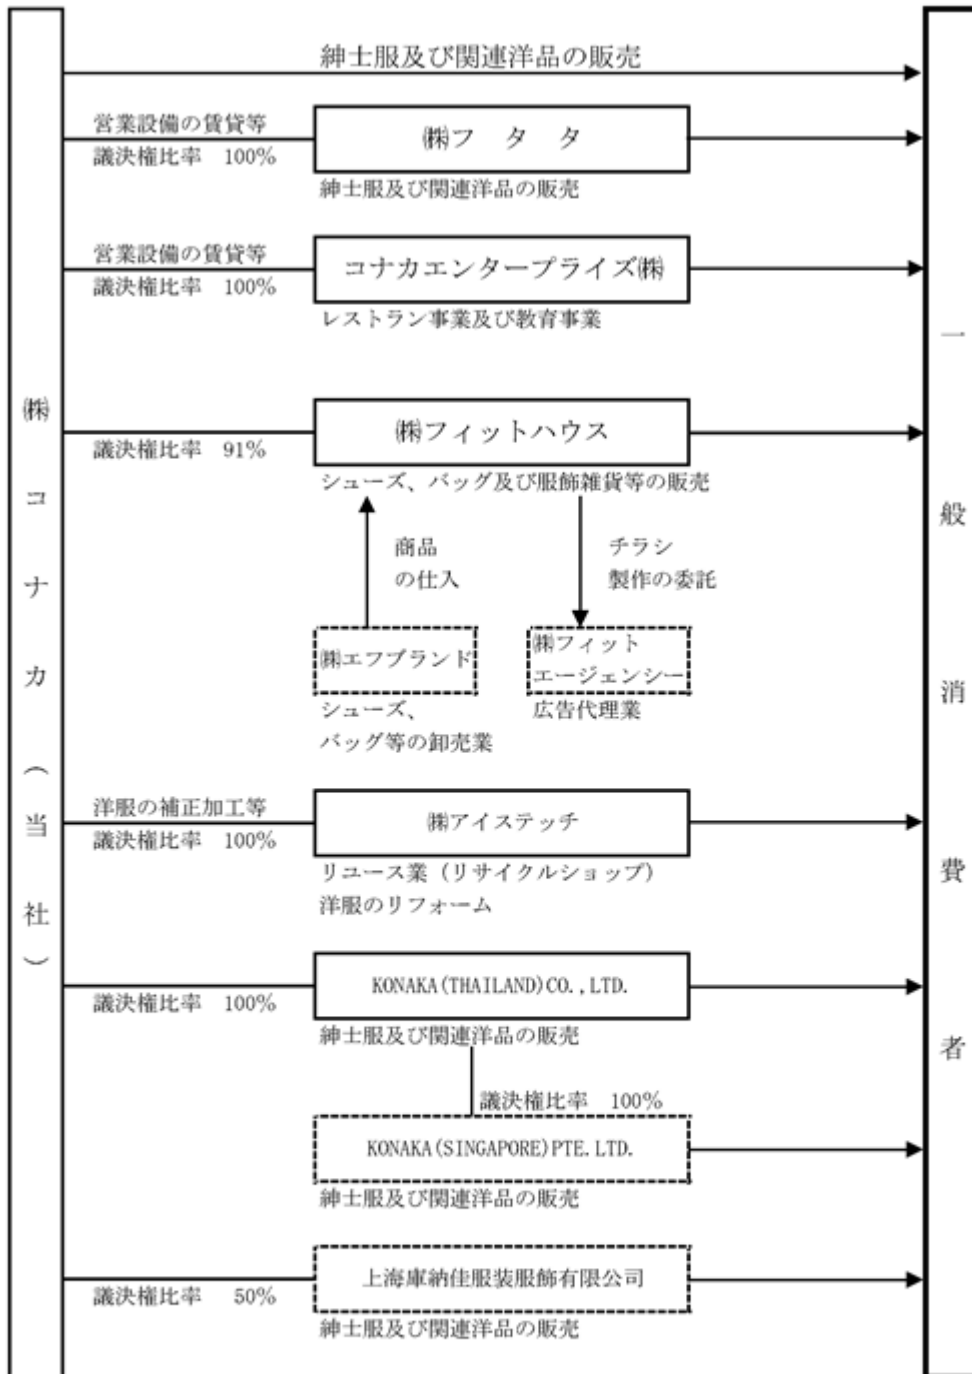 ㈱コナカ（当社）
紳士服及び関連洋品の販売
営業設備の賃貸等
議決権比率 100%
㈱フ タ タ
紳士服及び関連洋品の販売
営業設備の賃貸等
議決権比率 100%
コナカエンタープライズ㈱
レストラン事業及び教育事業
議決権比率 91%
㈱フィットハウス
シューズ、バッグ及び服飾雑貨等の販売
商品
の仕入
チラシ
製作の委託
㈱エフブランド
シューズ、
バッグ等の卸売業
㈱フィット
エージェンシー
広告代理業
洋服の補正加工等
議決権比率 100%
㈱アイステッチ
リユース業（リサイクルショップ）
洋服のリフォーム
議決権比率 100%
KONAKA(THAILAND)CO.,LTD.
紳士服及び関連洋品の販売
議決権比率 100%
KONAKA(SINGAPORE)PTE.LTD.
紳士服及び関連洋品の販売
議決権比率 50%
上海庫納佳服装服飾有限公司
紳士服及び関連洋品の販売
一般消費者